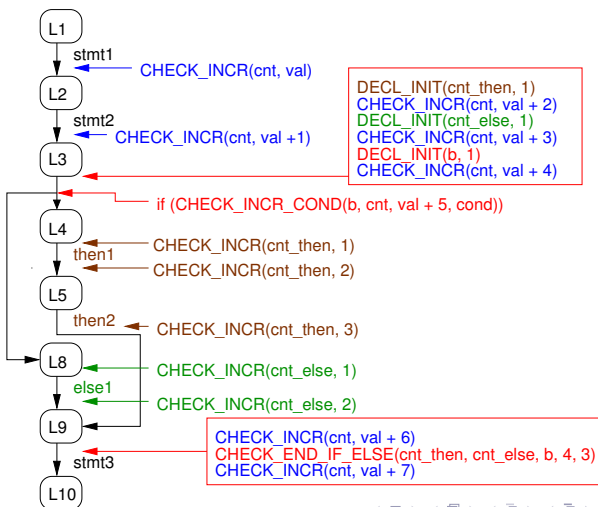 L1
stmt1
CHECK_INCR(cnt, val)
L2
stmt2
CHECK_INCR(cnt, val +1)
DECL_INIT(cnt_then, 1)
CHECK_INCR(cnt, val + 2)
DECL_INIT(cnt_else, 1)
CHECK_INCR(cnt, val + 3)
DECL_INIT(b, 1)
CHECK_INCR(cnt, val + 4)
L3
if (CHECK_INCR_COND(b, cnt, val + 5, cond))
L4
CHECK_INCR(cnt_then, 1)
then1
CHECK_INCR(cnt_then, 2)
L5
then2
CHECK_INCR(cnt_then, 3)
L8
CHECK_INCR(cnt_else, 1)
else1
CHECK_INCR(cnt_else, 2)
L9
CHECK_INCR(cnt, val + 6)
CHECK_END_IF_ELSE(cnt_then, cnt_else, b, 4, 3)
CHECK_INCR(cnt, val + 7)
stmt3
L10